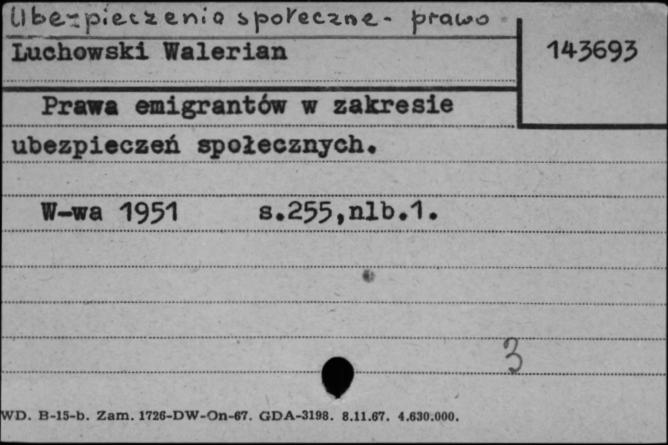 Ubezpieczenia społeczne - prawo
Luchowski Walerian
143693
Prawa emigrantów w zakresie
ubezpieczeń społecznych.
W-wa 1951 s.255,nlb.1.
3
WD. B-15-b. Zam. 1726-DW-On-67. GDA-3198. 8.11.67. 4.630.000.